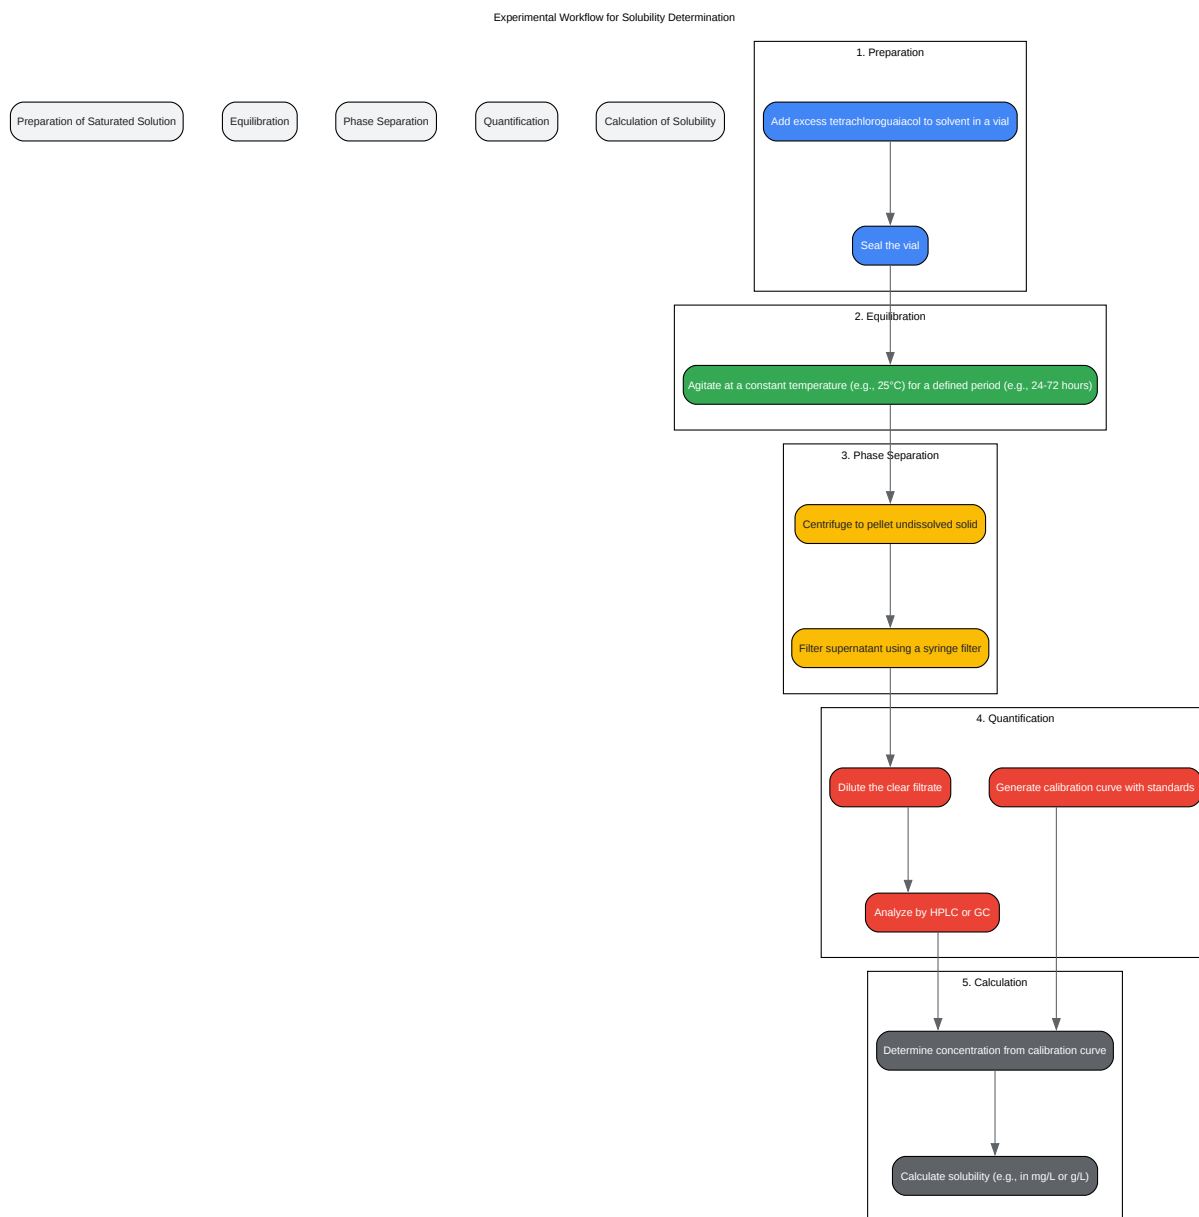 Experimental Workflow for Solubility Determination
1. Preparation
Preparation of Saturated Solution
Equilibration
Phase Separation
Quantification
Calculation of Solubility
Add excess tetrachloroguaiacol to solvent in a vial
Seal the vial
2. Equilibration
Agitate at a constant temperature (e.g., 25°C) for a defined period (e.g., 24-72 hours)
3. Phase Separation
Centrifuge to pellet undissolved solid
Filter supernatant using a syringe filter
4. Quantification
Dilute the clear filtrate
Generate calibration curve with standards
Analyze by HPLC or GC
5. Calculation
Determine concentration from calibration curve
Calculate solubility (e.g., in mg/L or g/L)